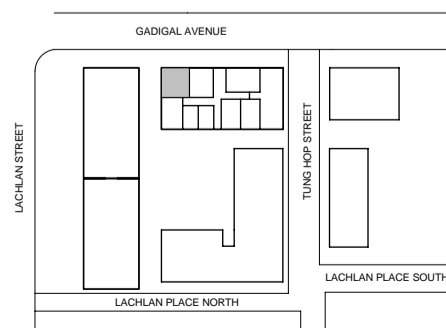 GADIGAL AVENUE
LACHLAN STREET
TUNG HOP STREET
LACHLAN PLACE SOUTH
LACHLAN PLACE NORTH